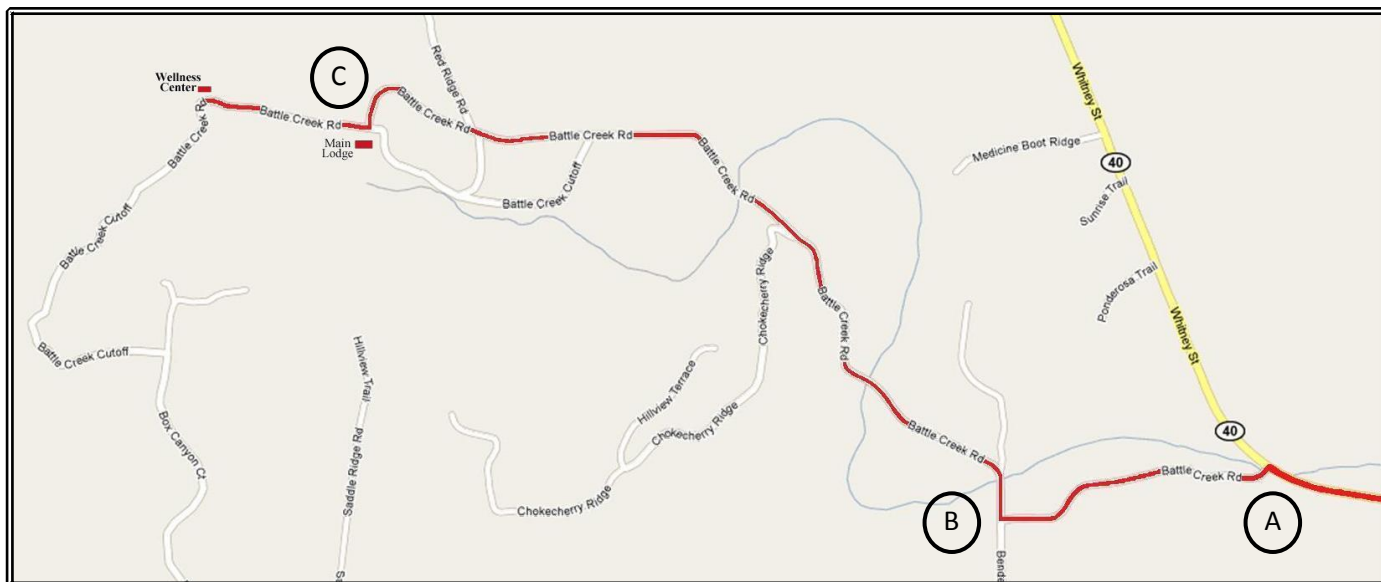 Wellness
Center
C
Red Ridge Rd
Whitney St
Battle Creek Rd
Battle Creek Rd
Battle Creek Rd
Battle Creek Rd
Main
Lodge
Medicine Boot Ridge
40
Battle Creek Rd
Battle Creek Cutoff
Sunrise Trail
Battle Creek Cutoff
Chokecherry Ridge
Ponderosa Trail
Battle Creek Rd
Whitney St
Battle Creek Cutoff
Hillview Trail
Hillview Terrace
Chokecherry Ridge
40
Battle Creek Rd
Box Canyon Ct
Saddle Ridge Rd
Battle Creek Rd
Chokecherry Ridge
B
A
Bende